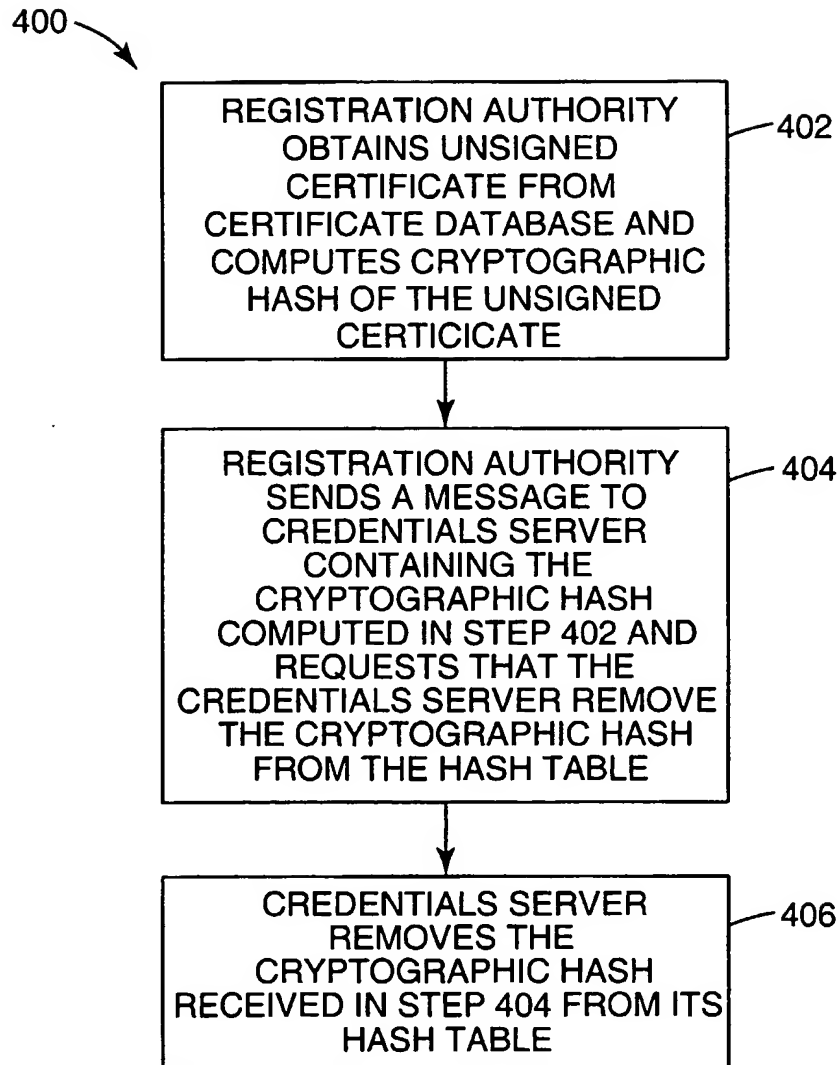 400
REGISTRATION AUTHORITY
OBTAINS UNSIGNED
CERTIFICATE FROM
CERTIFICATE DATABASE AND
COMPUTES CRYPTOGRAPHIC
HASH OF THE UNSIGNED
CERTICICATE
402
REGISTRATION AUTHORITY
SENDS A MESSAGE TO
CREDENTIALS SERVER
CONTAINING THE
CRYPTOGRAPHIC HASH
COMPUTED IN STEP 402 AND
REQUESTS THAT THE
CREDENTIALS SERVER REMOVE
THE CRYPTOGRAPHIC HASH
FROM THE HASH TABLE
404
CREDENTIALS SERVER
REMOVES THE
CRYPTOGRAPHIC HASH
RECEIVED IN STEP 404 FROM ITS
HASH TABLE
406